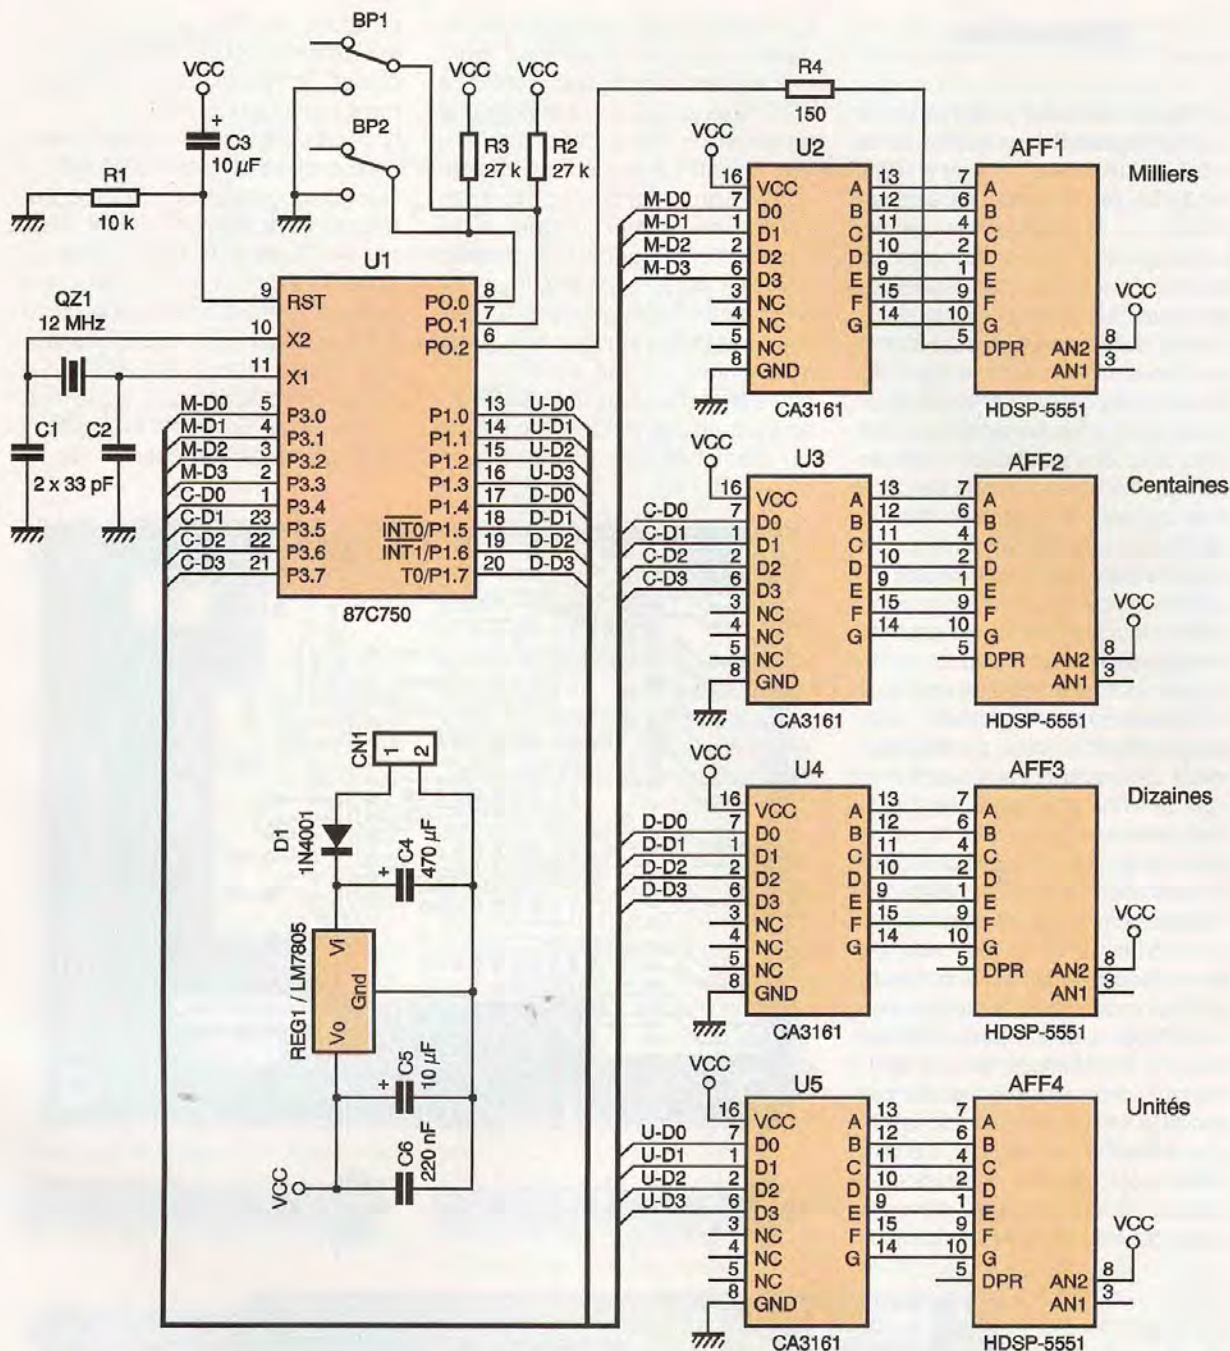 BP1
VCC
C3
10 µF
+
R1
10 k
BP2
VCC
VCC
R3
27 k
R2
27 k
R4
150
QZ1
12 MHz
C1
C2
2 x 33 pF
U1
9 RST
10 X2
11 X1
5 P3.0 M-D0
4 P3.1 M-D1
3 P3.2 M-D2
2 P3.3 M-D3
1 P3.4 C-D0
23 P3.5 C-D1
22 P3.6 C-D2
21 P3.7 C-D3
PO.0 8
PO.1 7
PO.2 6
P1.0 13 U-D0
P1.1 14 U-D1
P1.2 15 U-D2
P1.3 16 U-D3
P1.4 17 D-D0
INT0/P1.5 18 D-D1
INT1/P1.6 19 D-D2
T0/P1.7 20 D-D3
87C750
CN1
1 2
D1
1N4001
+
C4
470 µF
REG1 / LM7805
Vi
Gnd
Vo
+
C5
10 µF
C6
220 nF
VCC
VCC
U2
AFF1
Milliers
16 VCC A 13 7 A
M-D0 7 D0 B 12 6 B
M-D1 1 D1 C 11 4 C
M-D2 2 D2 D 10 2 D
M-D3 6 D3 E 9 1 E
3 NC F 15 9 F
4 NC G 14 10 G
5 NC 5 DPR AN2 8 VCC
8 GND AN1 3
CA3161
HDSP-5551
VCC
U3
AFF2
Centaines
16 VCC A 13 7 A
C-D0 7 D0 B 12 6 B
C-D1 1 D1 C 11 4 C
C-D2 2 D2 D 10 2 D
C-D3 6 D3 E 9 1 E
3 NC F 15 9 F
4 NC G 14 10 G
5 NC 5 DPR AN2 8 VCC
8 GND AN1 3
CA3161
HDSP-5551
VCC
U4
AFF3
Dizaines
16 VCC A 13 7 A
D-D0 7 D0 B 12 6 B
D-D1 1 D1 C 11 4 C
D-D2 2 D2 D 10 2 D
D-D3 6 D3 E 9 1 E
3 NC F 15 9 F
4 NC G 14 10 G
5 NC 5 DPR AN2 8 VCC
8 GND AN1 3
CA3161
HDSP-5551
VCC
U5
AFF4
Unités
16 VCC A 13 7 A
U-D0 7 D0 B 12 6 B
U-D1 1 D1 C 11 4 C
U-D2 2 D2 D 10 2 D
U-D3 6 D3 E 9 1 E
3 NC F 15 9 F
4 NC G 14 10 G
5 NC 5 DPR AN2 8 VCC
8 GND AN1 3
CA3161
HDSP-5551